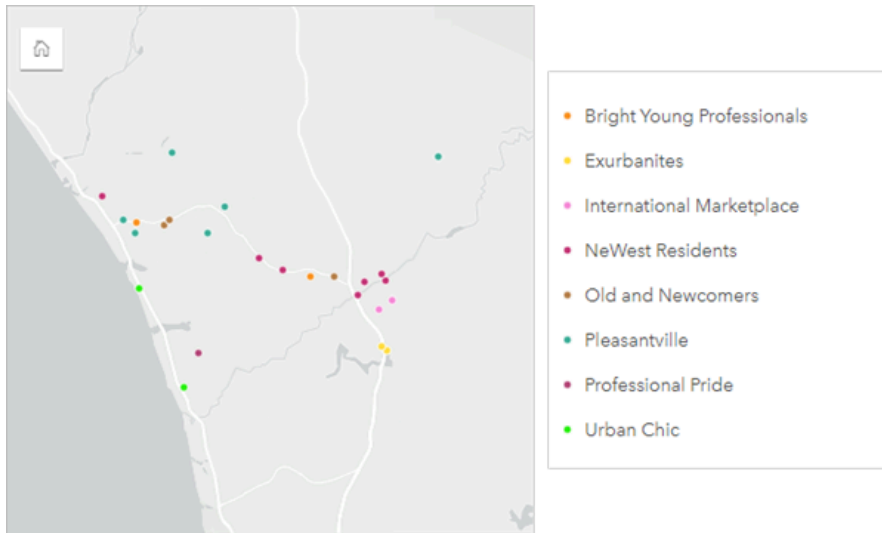 Bright Young Professionals
Exurbanites
International Marketplace
NeWest Residents
Old and Newcomers
Pleasantville
Professional Pride
Urban Chic